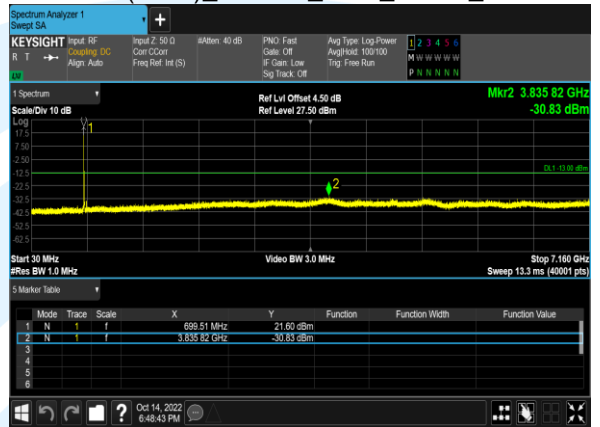 Spectrum Analyzer 1
Swept SA
+
KEYSIGHT Input: RF Input Z: 50 Ω #Atten: 40 dB PNO: Fast Avg Type: Log-Power 1 2 3 4 5 6
R T Coupling: DC Corr CCorr Gate: Off Avg|Hold: 100/100 M W W W W W
Align: Auto Freq Ref: Int (S) IF Gain: Low Trig: Free Run P N N N N N
LU Sig Track: Off
1 Spectrum Ref Lvl Offset 4.50 dB Mkr2 3.835 82 GHz
Scale/Div 10 dB Ref Level 27.50 dBm -30.83 dBm
Log
1
17.5
7.50
-2.50
-12.5 DL1 -13.00 dBm
-22.5 2
-32.5
-42.5
-52.5
-62.5
Start 30 MHz Video BW 3.0 MHz Stop 7.160 GHz
#Res BW 1.0 MHz Sweep 13.3 ms (40001 pts)
5 Marker Table
Mode Trace Scale X Y Function Function Width Function Value
1 N 1 f 699.51 MHz 21.60 dBm
2 N 1 f 3.835 82 GHz -30.83 dBm
3
4
5
6
? Oct 14, 2022
6:48:43 PM